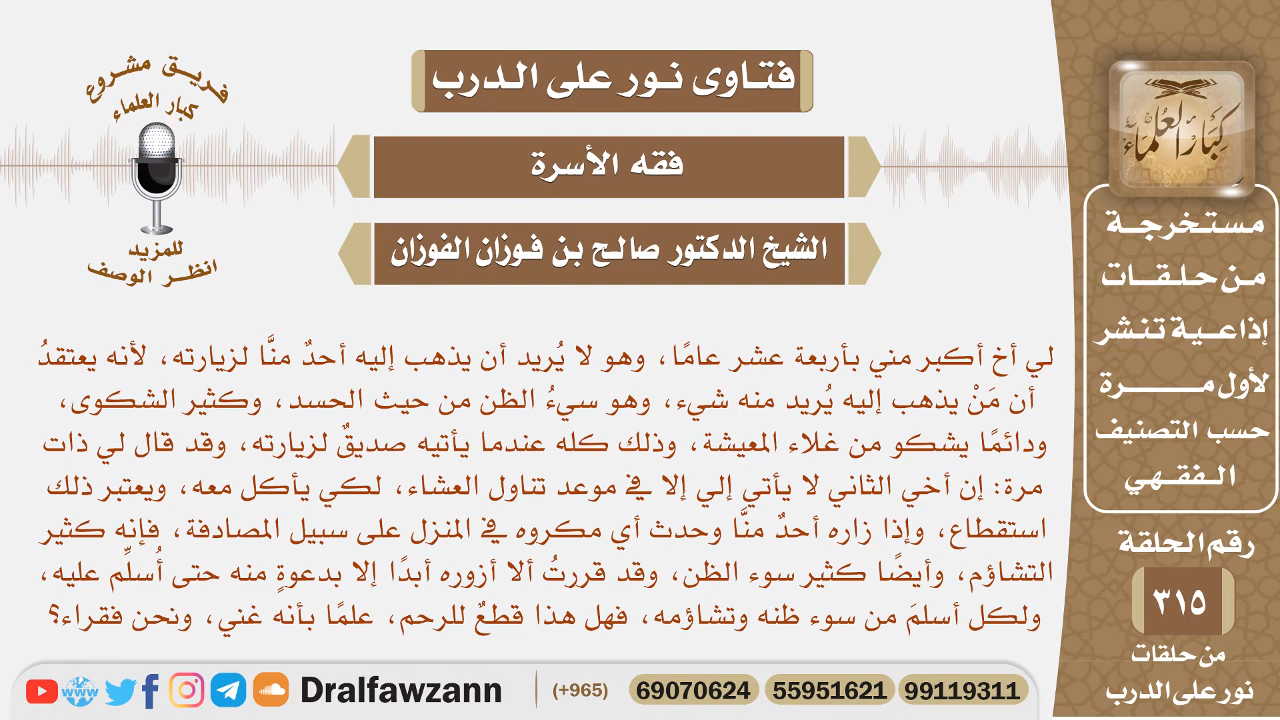 فتاوى نور على الدرب
فقه الأسرة
الشيخ الدكتور صالح بن فوزان الفوزان
فريق مشروع
كبار العلماء
للمزيد
انظر الوصف
لي أخ أكبر مني بأربعة عشر عامًا، وهو لا يُريد أن يذهب إليه أحدٌ منَّا لزيارته، لأنه يعتقدُ
أن مَنْ يذهب إليه يُريد منه شيء، وهو سيءُ الظن من حيث الحسد، وكثير الشكوى،
ودائمًا يشكو من غلاء المعيشة، وذلك كله عندما يأتيه صديقٌ لزيارته، وقد قال لي ذات
مرة: إن أخي الثاني لا يأتي إلي إلا في موعد تناول العشاء، لكي يأكل معه، ويعتبر ذلك
استقطاع، وإذا زاره أحدٌ منَّا وحدث أي مكروه في المنزل على سبيل المصادفة، فإنه كثير
التشاؤم، وأيضًا كثير سوء الظن، وقد قررتُ ألا أزوره أبدًا إلا بدعوةٍ منه حتى أُسلِّم عليه،
ولكل أسلمَ من سوء ظنه وتشاؤمه، فهل هذا قطعٌ للرحم، علمًا بأنه غني، ونحن فقراء؟
كبار العلماء
مستخرجة
من حلقات
إذاعية تنشر
لأول مرة
حسب التصنيف
الفقهي
رقم الحلقة
٣١٥
من حلقات
نور على الدرب
www Dralfawzann (+965) 69070624 55951621 99119311